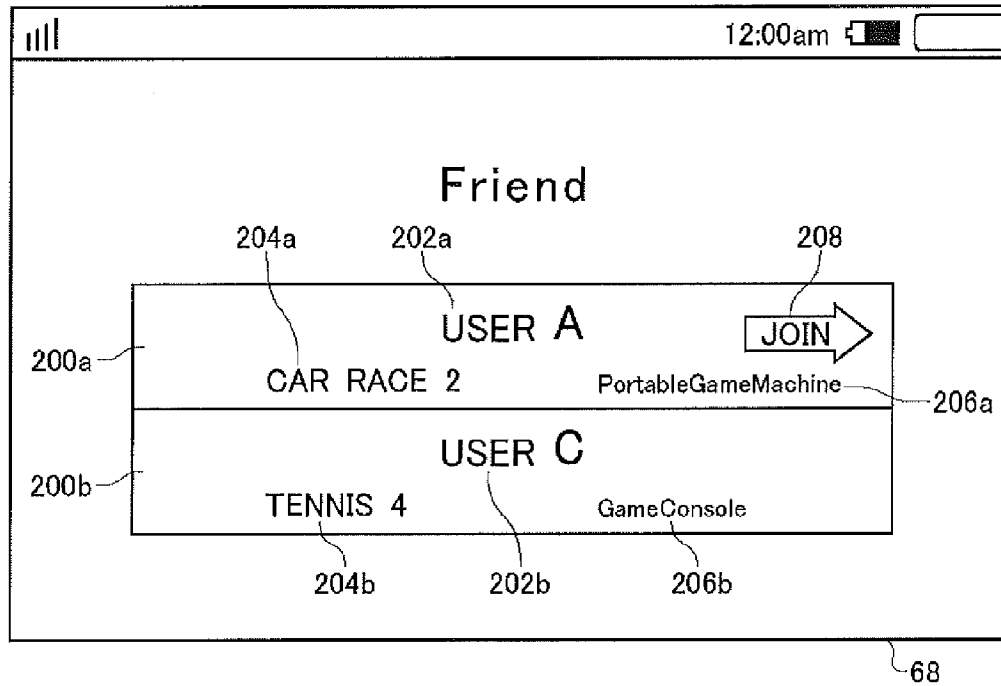 12:00am
Friend
204a 202a 208
USER A JOIN
200a
CAR RACE 2 PortableGameMachine
206a
USER C
200b
TENNIS 4 GameConsole
204b 202b 206b
68